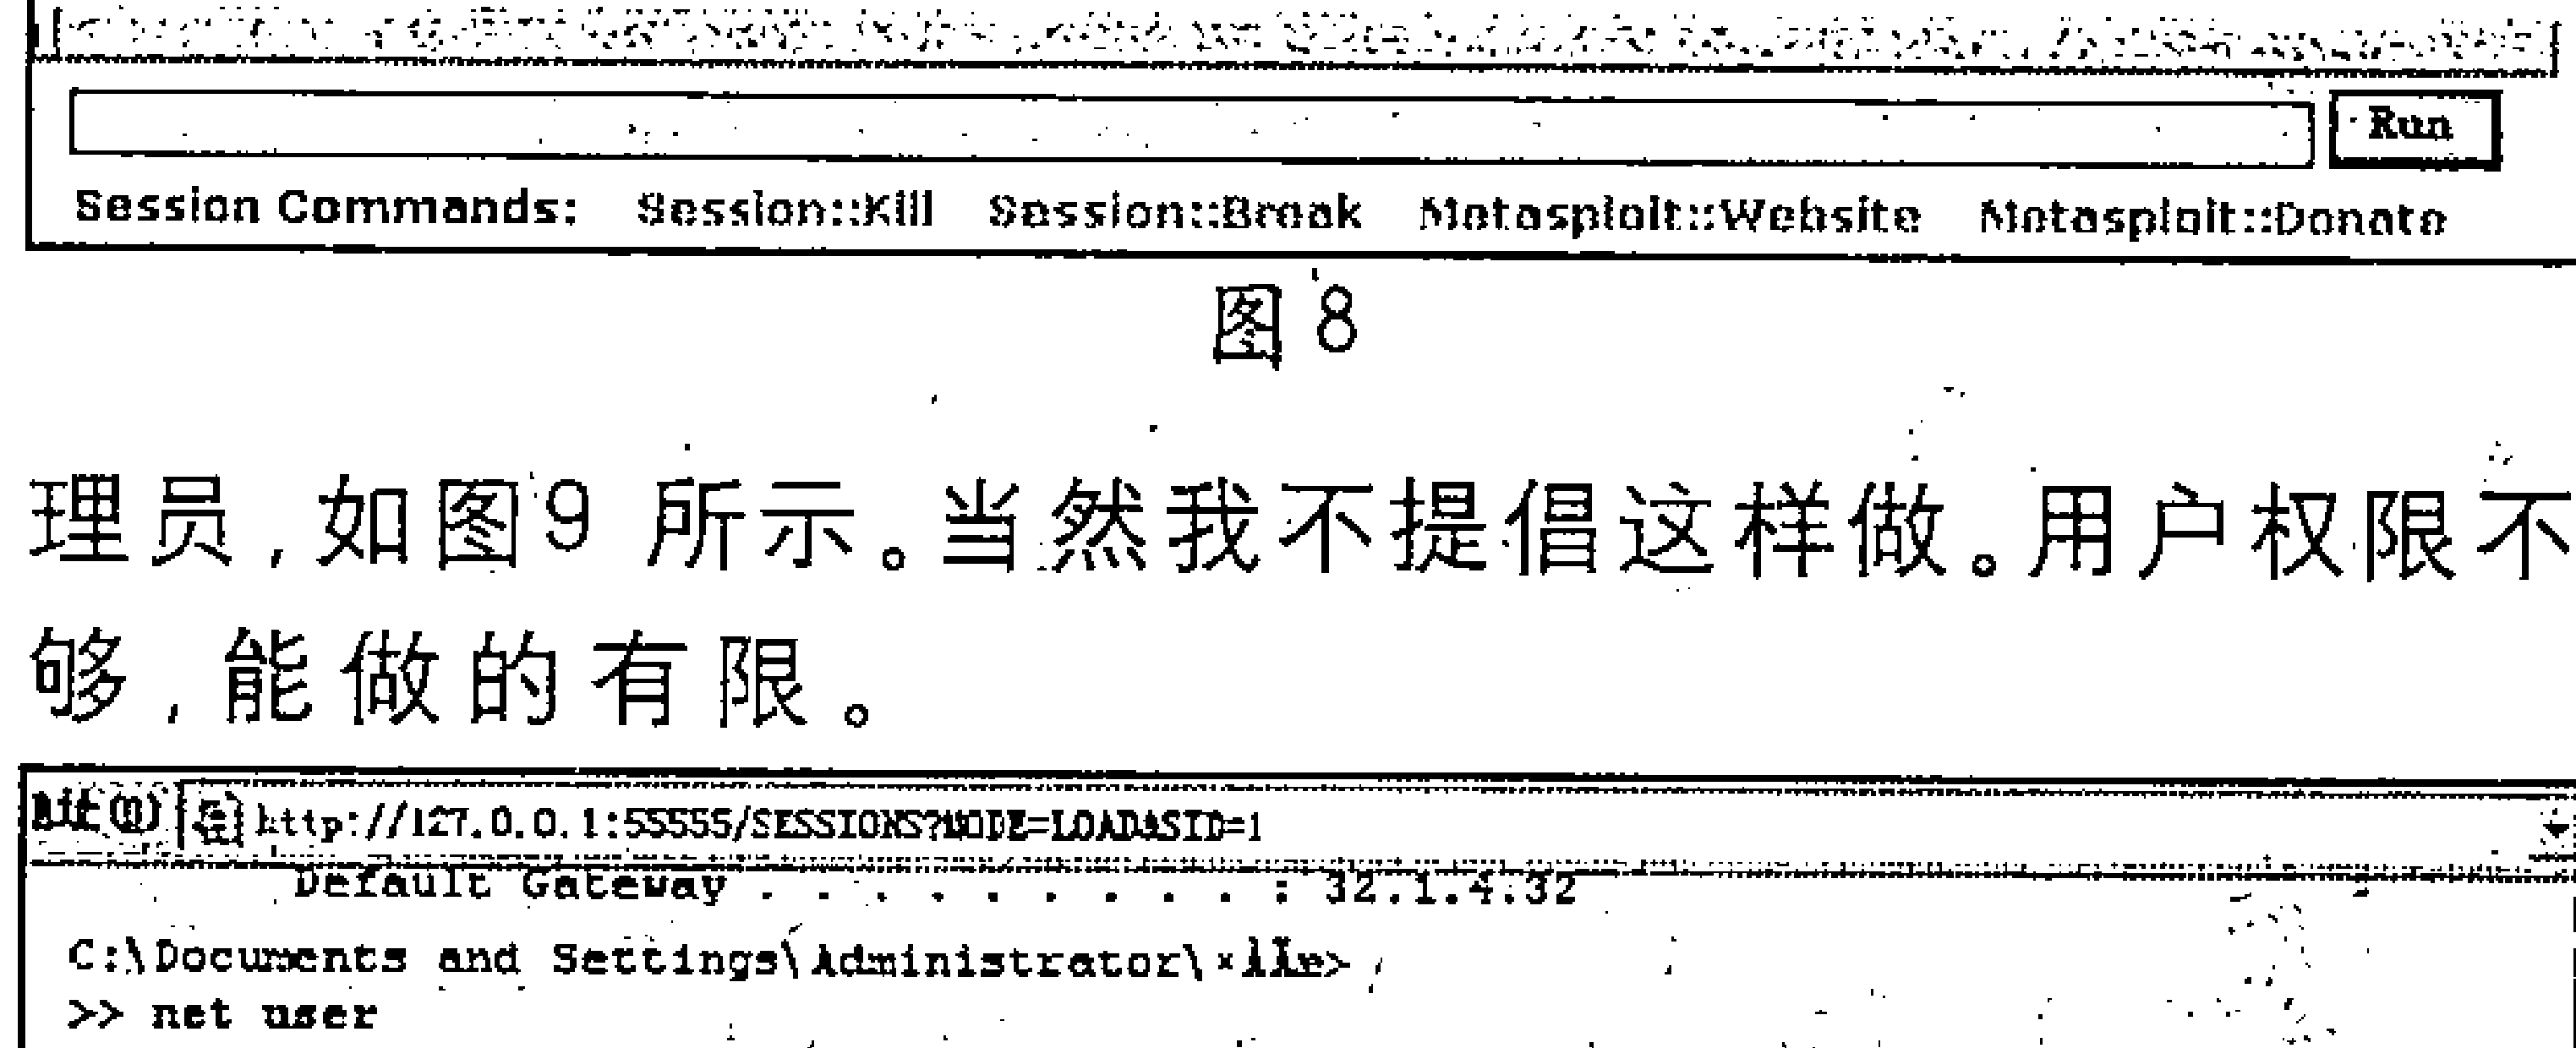 Run
Session Commands: Session::Kill Session::Break Metasploit::Website Metasploit::Donate
图 8
理员,如图9 所示。当然我不提倡这样做。用户权限不
够,能做的有限。
http://127.0.0.1:55555/SESSIONS?MODE=LOAD&SID=1
Default Gateway . . . . . . . . . : 32.1.4.32
C:\Documents and Settings\Administrator\
>> net user